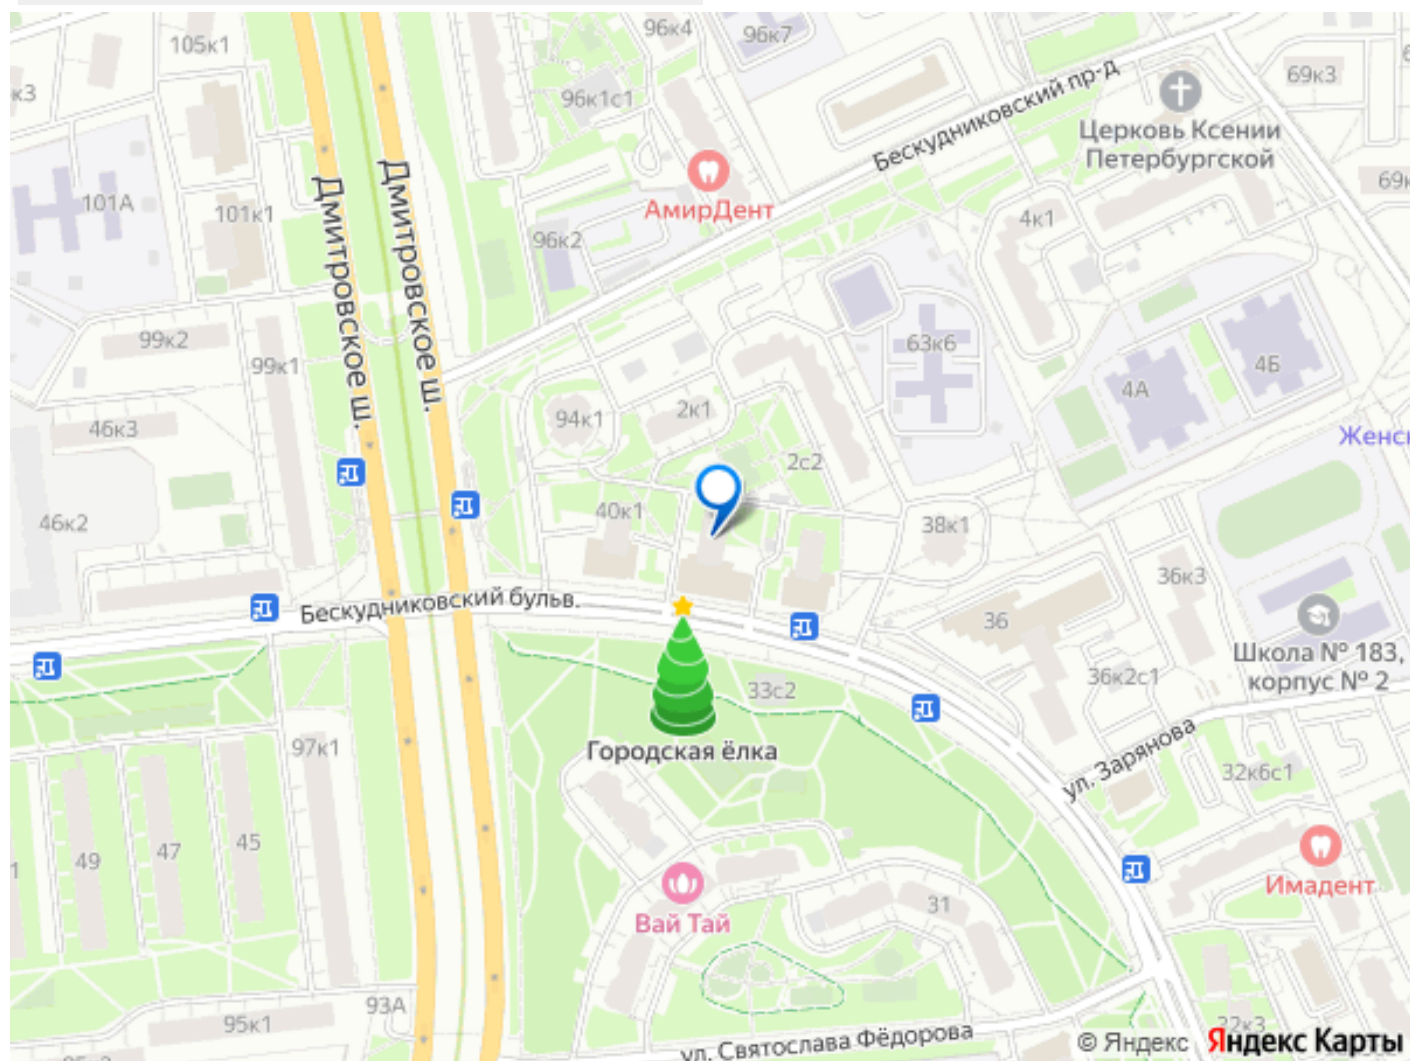 96к4
96к7
105к1
69к3
к3
96к1с1
Бескудниковский пр-д
Церковь Ксении
Петербургской
101А
101к1
АмирДент
4к1
96к2
Дмитровское ш.
Дмитровское ш.
99к2
99к1
63к6
4А
4Б
46к3
94к1
2к1
Женс
2с2
46к2
40к1
38к1
36к3
Бескудниковский бульв.
36
Школа № 183,
корпус № 2
36к2с1
33с2
Городская ёлка
ул. Зарянова
97к1
32к6с1
49
47
45
Имадент
Вай Тай
31
93А
95к1
32к3
ул. Святослава Фёдорова
© Яндекс Яндекс Карты